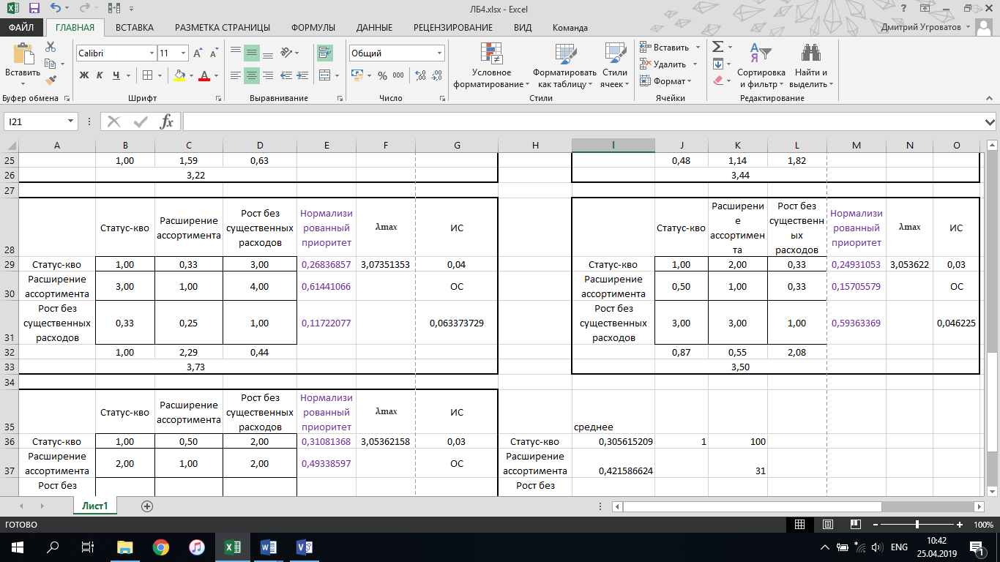 ЛБ4.xlsx - Excel
ФАЙЛ ГЛАВНАЯ ВСТАВКА РАЗМЕТКА СТРАНИЦЫ ФОРМУЛЫ ДАННЫЕ РЕЦЕНЗИРОВАНИЕ ВИД Команда Дмитрий Угроватов
Вставить
Calibri 11
Ж К Ч
Общий
% 000
Условное форматирование
Форматировать как таблицу
Стили ячеек
Вставить
Удалить
Формат
Сортировка и фильтр
Найти и выделить
Буфер обмена Шрифт Выравнивание Число Стили Ячейки Редактирование
I21 fx
A B C D E F G H I J K L M N O
25 1,00 1,59 0,63 0,48 1,14 1,82
26 3,22 3,44
27
28 Статус-кво Расширение ассортимента Рост без существенных расходов Нормализированный приоритет λmax ИС Статус-кво Расширение ассортимента Рост без существенных расходов Нормализированный приоритет λmax ИС
29 Статус-кво 1,00 0,33 3,00 0,26836857 3,07351353 0,04 Статус-кво 1,00 2,00 0,33 0,24931053 3,053622 0,03
30 Расширение ассортимента 3,00 1,00 4,00 0,61441066 ОС Расширение ассортимента 0,50 1,00 0,33 0,15705579 ОС
31 Рост без существенных расходов 0,33 0,25 1,00 0,11722077 0,063373729 Рост без существенных расходов 3,00 3,00 1,00 0,59363369 0,046225
32 1,00 2,29 0,44 0,87 0,55 2,08
33 3,73 3,50
34
35 Статус-кво Расширение ассортимента Рост без существенных расходов Нормализированный приоритет λmax ИС среднее
36 Статус-кво 1,00 0,50 2,00 0,31081368 3,05362158 0,03 Статус-кво 0,305615209 1 100
37 Расширение ассортимента 2,00 1,00 2,00 0,49338597 ОС Расширение ассортимента 0,421586624 31
Рост без Рост без
Лист1
ГОТОВО 100%
ENG 10:42
25.04.2019